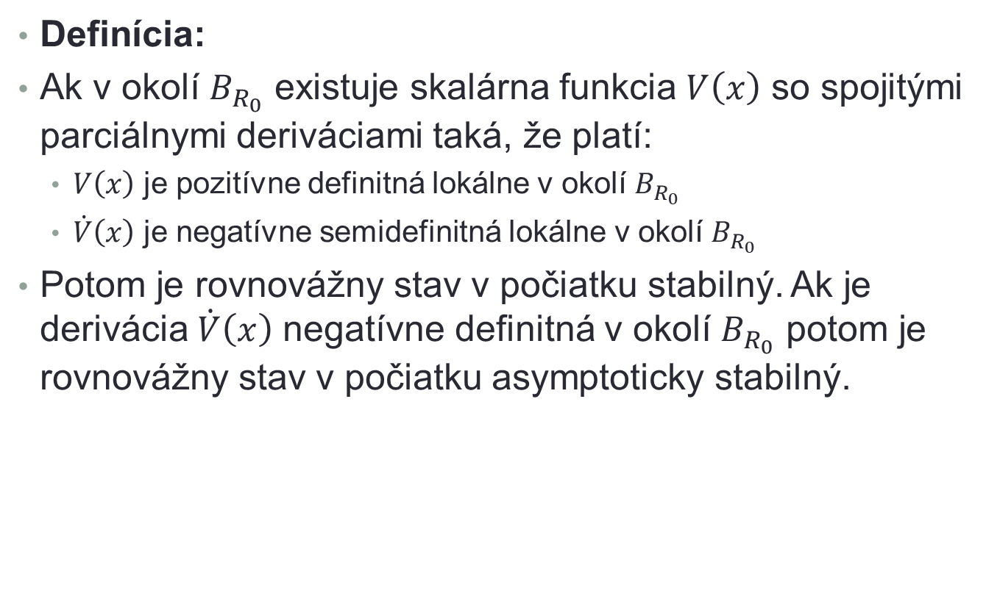 • Definícia:
• Ak v okolí $B_{R_0}$ existuje skalárna funkcia $V(x)$ so spojitými
parciálnymi deriváciami taká, že platí:
• $V(x)$ je pozitívne definitná lokálne v okolí $B_{R_0}$
• $\dot{V}(x)$ je negatívne semidefinitná lokálne v okolí $B_{R_0}$
• Potom je rovnovážny stav v počiatku stabilný. Ak je
derivácia $\dot{V}(x)$ negatívne definitná v okolí $B_{R_0}$ potom je
rovnovážny stav v počiatku asymptoticky stabilný.